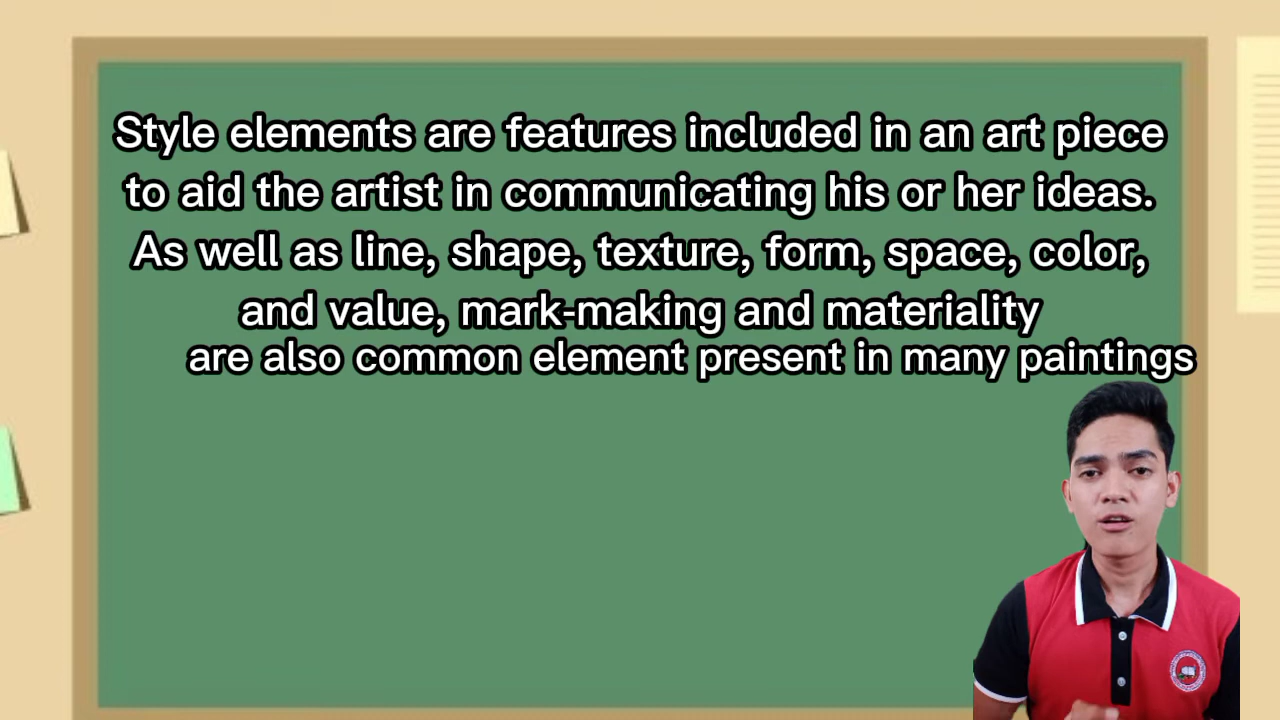 Style elements are features included in an art piece
to aid the artist in communicating his or her ideas.
As well as line, shape, texture, form, space, color,
and value, mark-making and materiality
are also common element present in many paintings